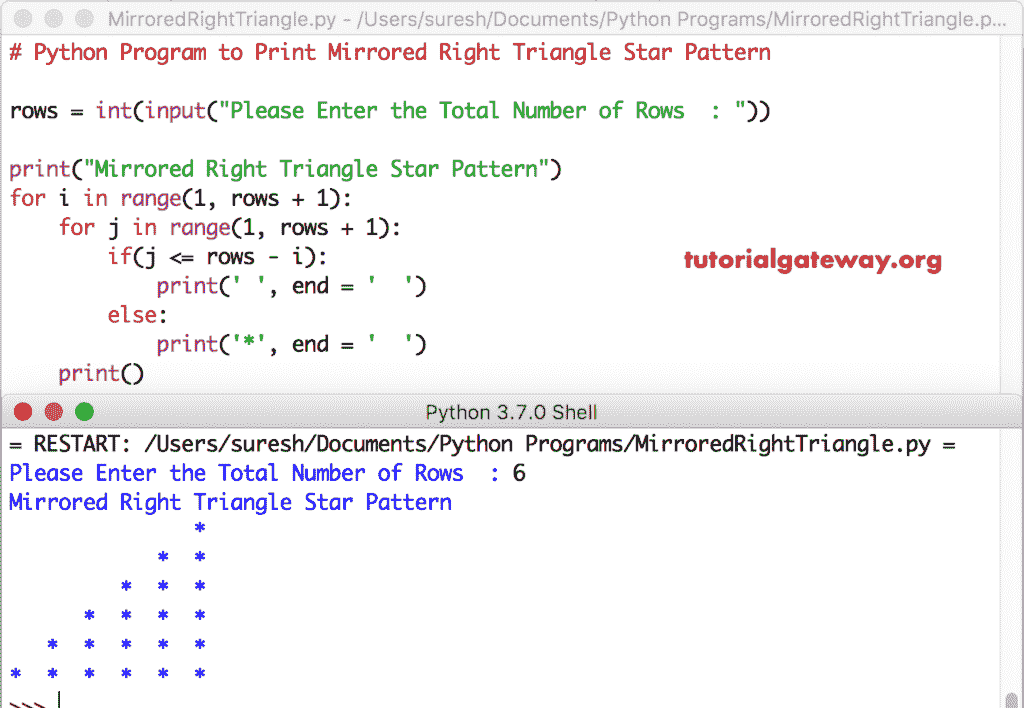 MirroredRightTriangle.py - /Users/suresh/Documents/Python Programs/MirroredRightTriangle.p...
# Python Program to Print Mirrored Right Triangle Star Pattern

rows = int(input("Please Enter the Total Number of Rows  : "))

print("Mirrored Right Triangle Star Pattern")
for i in range(1, rows + 1):
    for j in range(1, rows + 1):
        if(j <= rows - i):
            print(' ', end = '  ')
        else:
            print('*', end = '  ')
    print()
tutorialgateway.org
Python 3.7.0 Shell
= RESTART: /Users/suresh/Documents/Python Programs/MirroredRightTriangle.py =
Please Enter the Total Number of Rows  : 6
Mirrored Right Triangle Star Pattern
               *
            *  *
         *  *  *
      *  *  *  *
   *  *  *  *  *
*  *  *  *  *  *
>>>